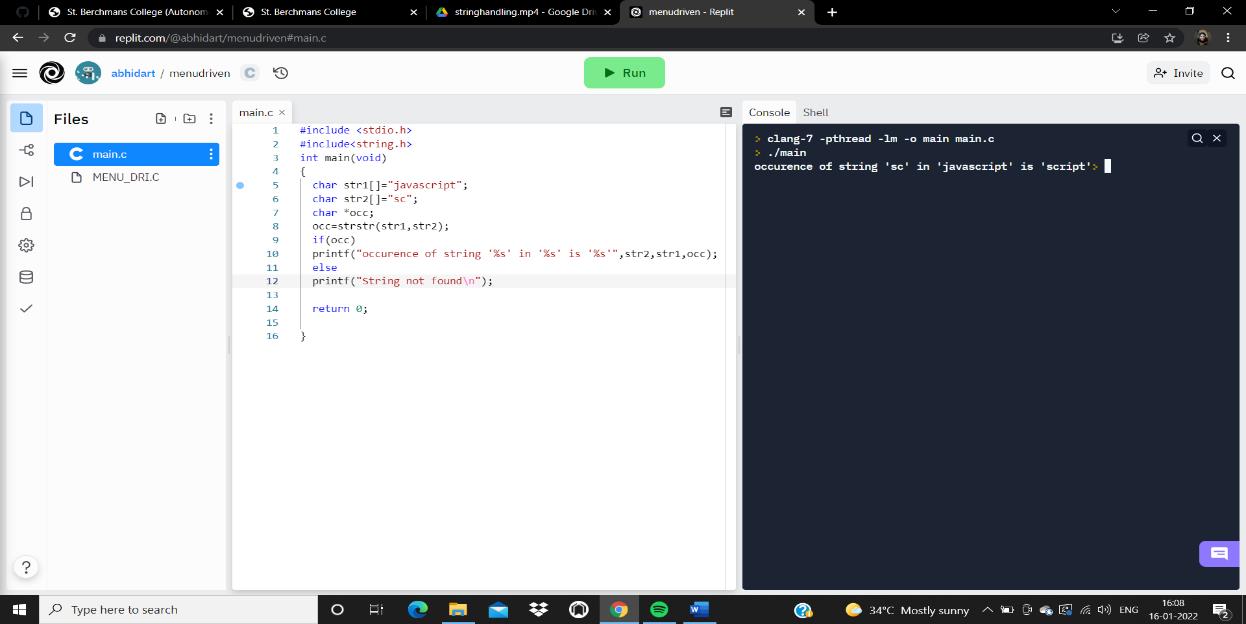 St. Berchmans College (Autonom
St. Berchmans College
stringhandling.mp4 - Google Dri
menudriven - Replit
replit.com/@abhidart/menudriven#main.c
abhidart / menudriven C
Run
Invite
Files
main.c
MENU_DRI.C
main.c
1 #include <stdio.h>
2 #include<string.h>
3 int main(void)
4 {
5 char str1[]="javascript";
6 char str2[]="sc";
7 char *occ;
8 occ=strstr(str1,str2);
9 if(occ)
10 printf("occurence of string '%s' in '%s' is '%s'",str2,str1,occ);
11 else
12 printf("String not found\n");
13
14 return 0;
15
16 }
Console Shell
> clang-7 -pthread -lm -o main main.c
> ./main
occurence of string 'sc' in 'javascript' is 'script'>
?
Type here to search
34°C Mostly sunny
ENG
16:08
16-01-2022
2